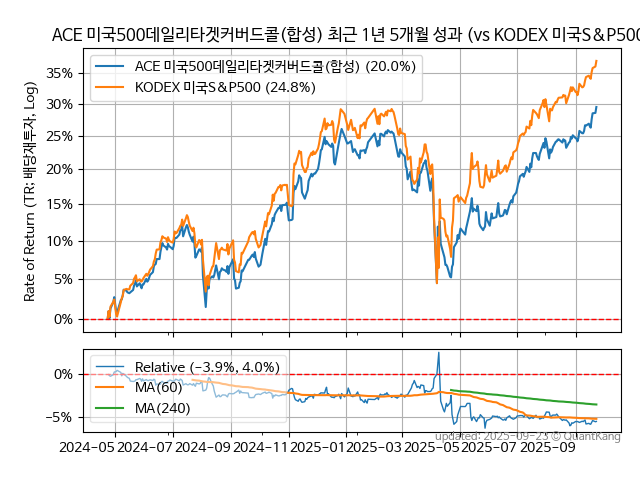 ACE 미국500데일리타겟커버드콜(합성) 최근 1년 5개월 성과 (vs KODEX 미국S&P500
Rate of Return (TR: 배당재투자, Log)
35%
30%
25%
20%
15%
10%
5%
0%
ACE 미국500데일리타겟커버드콜(합성) (20.0%)
KODEX 미국S&P500 (24.8%)
0%
−5%
Relative (−3.9%, 4.0%)
MA(60)
MA(240)
2024−05 2024−07 2024−09 2024−11 2025−01 2025−03 2025−05 2025−07 2025−09
updated: 2025-09-23 © QuantKang